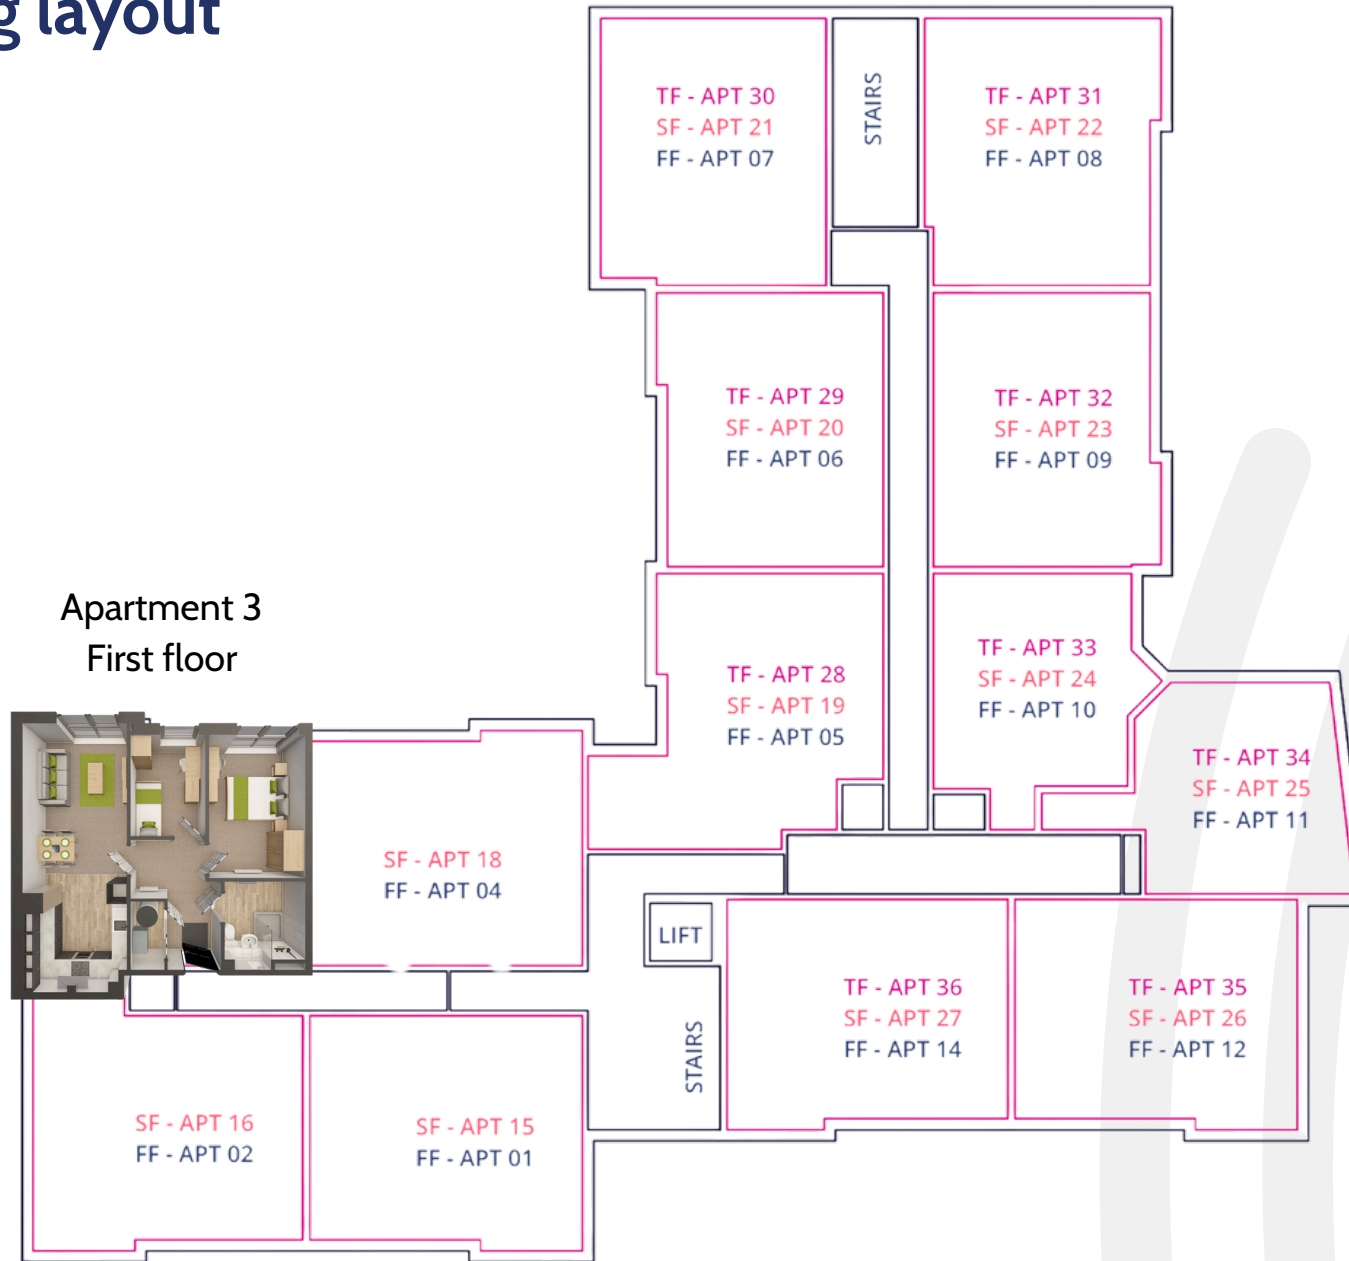 g layout
TF - APT 30
SF - APT 21
FF - APT 07
STAIRS
TF - APT 31
SF - APT 22
FF - APT 08
TF - APT 29
SF - APT 20
FF - APT 06
TF - APT 32
SF - APT 23
FF - APT 09
Apartment 3
First floor
TF - APT 28
SF - APT 19
FF - APT 05
TF - APT 33
SF - APT 24
FF - APT 10
TF - APT 34
SF - APT 25
FF - APT 11
SF - APT 18
FF - APT 04
LIFT
STAIRS
TF - APT 36
SF - APT 27
FF - APT 14
TF - APT 35
SF - APT 26
FF - APT 12
SF - APT 16
FF - APT 02
SF - APT 15
FF - APT 01